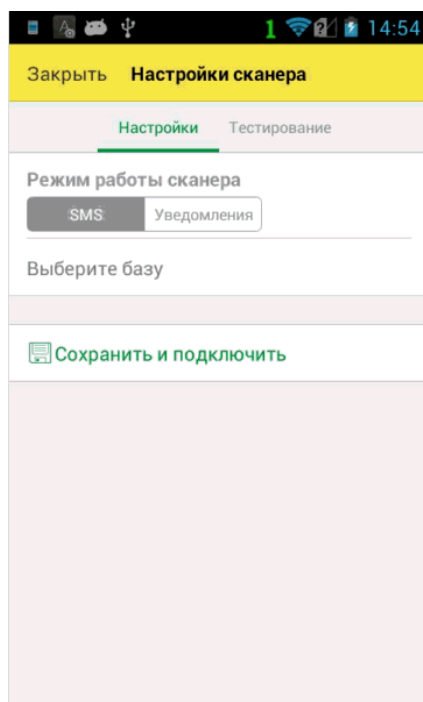 1 14:54
Закрыть Настройки сканера
Настройки Тестирование
Режим работы сканера
SMS Уведомления
Выберите базу
Сохранить и подключить